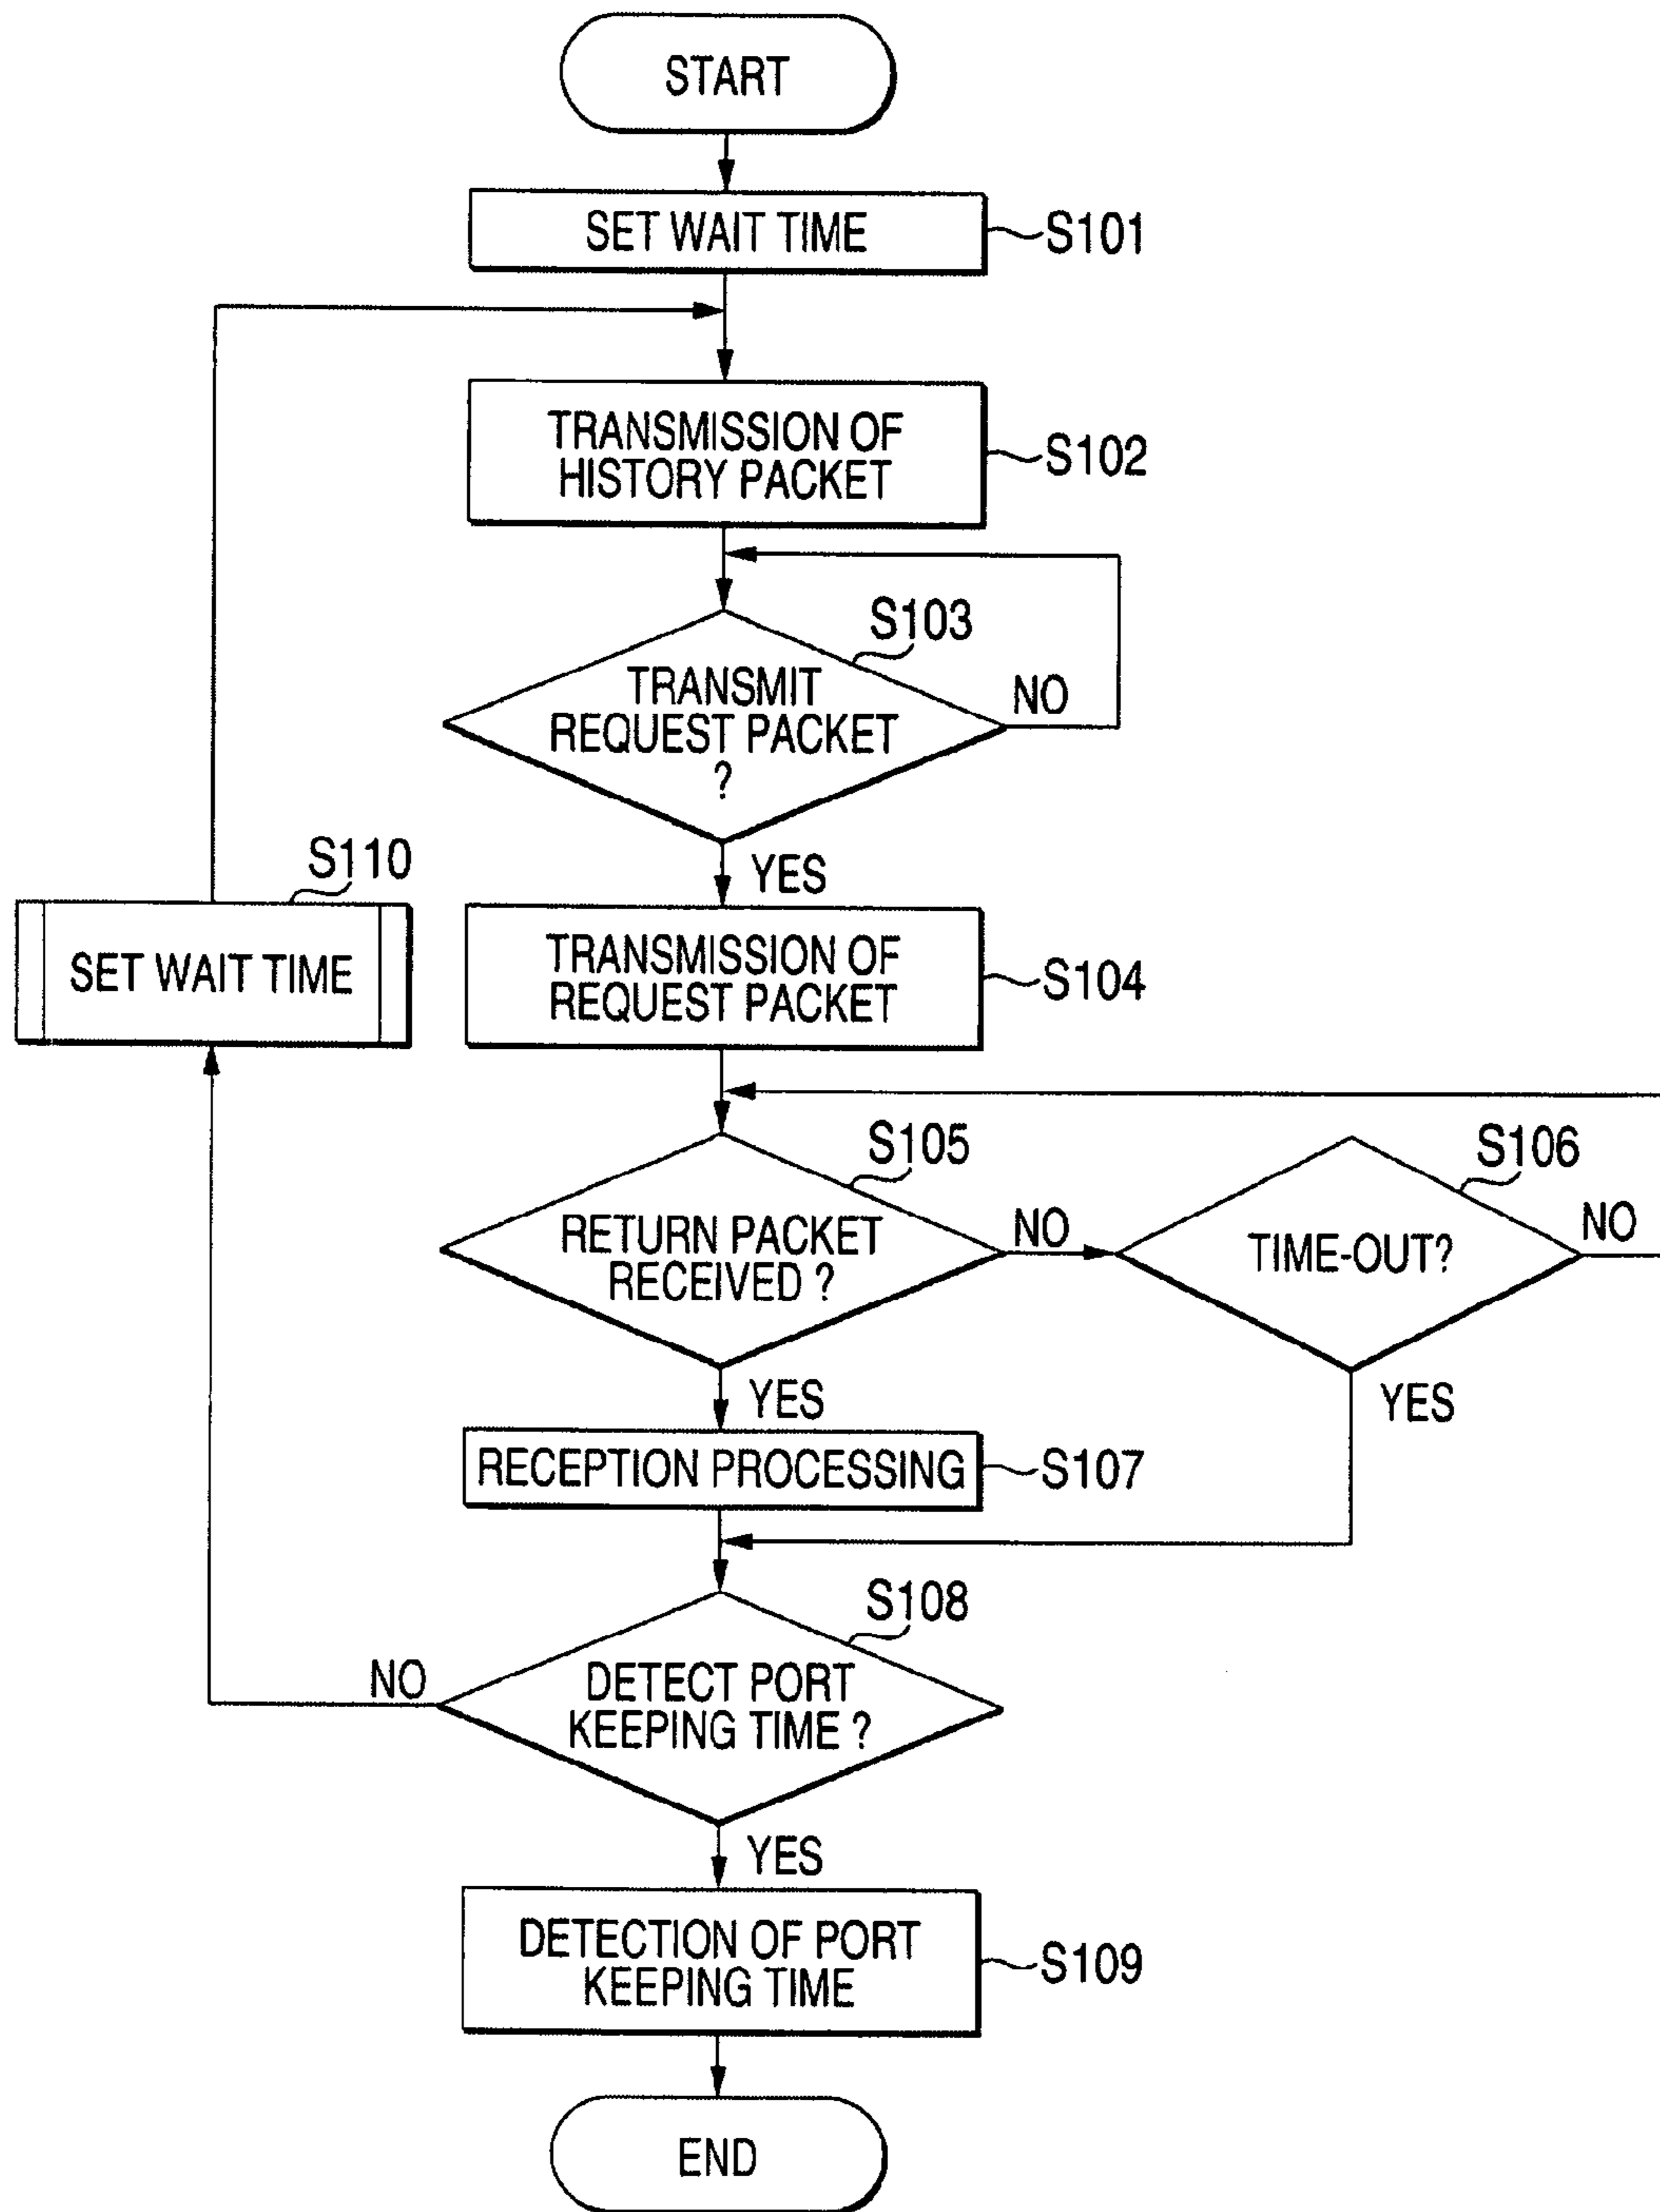 START
SET WAIT TIME
S101
TRANSMISSION OF
HISTORY PACKET
S102
S103
TRANSMIT
REQUEST PACKET
?
NO
YES
S110
SET WAIT TIME
TRANSMISSION OF
REQUEST PACKET
S104
S105
RETURN PACKET
RECEIVED ?
NO
S106
TIME-OUT?
NO
YES
YES
RECEPTION PROCESSING
S107
S108
DETECT PORT
KEEPING TIME ?
NO
YES
DETECTION OF PORT
KEEPING TIME
S109
END